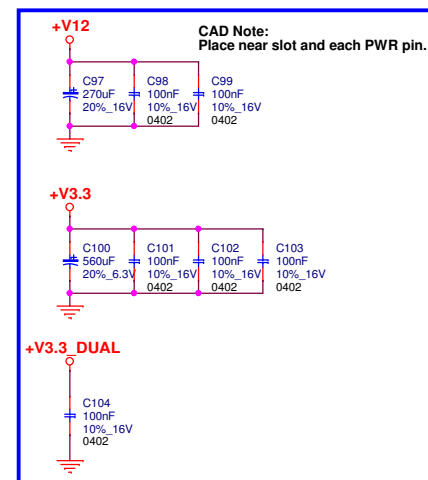 +V12
CAD Note:
Place near slot and each PWR pin.
C97
270uF
20%_16V
C98
100nF
10%_16V
0402
C99
100nF
10%_16V
0402
+V3.3
C100
560uF
20%_6.3V
C101
100nF
10%_16V
0402
C102
100nF
10%_16V
0402
C103
100nF
10%_16V
0402
+V3.3_DUAL
C104
100nF
10%_16V
0402